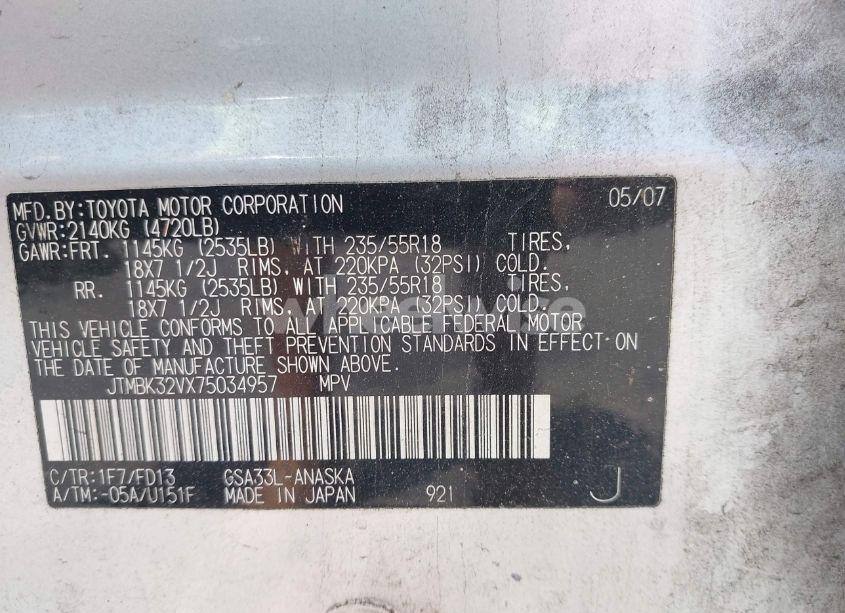 MFD.BY:TOYOTA MOTOR CORPORATION 05/07
GVWR:2140KG (4720LB)
GAWR:FRT. 1145KG (2535LB) WITH 235/55R18 TIRES,
18X7 1/2J RIMS, AT 220KPA (32PSI) COLD.
RR. 1145KG (2535LB) WITH 235/55R18 TIRES,
18X7 1/2J RIMS, AT 220KPA (32PSI) COLD.
THIS VEHICLE CONFORMS TO ALL APPLICABLE FEDERAL MOTOR
VEHICLE SAFETY AND THEFT PREVENTION STANDARDS IN EFFECT ON
THE DATE OF MANUFACTURE SHOWN ABOVE.
JTMBK32VX75034957 MPV
C/TR:1F7/FD13 GSA33L-ANASKA
A/TM:-05A/U151F MADE IN JAPAN 921 J